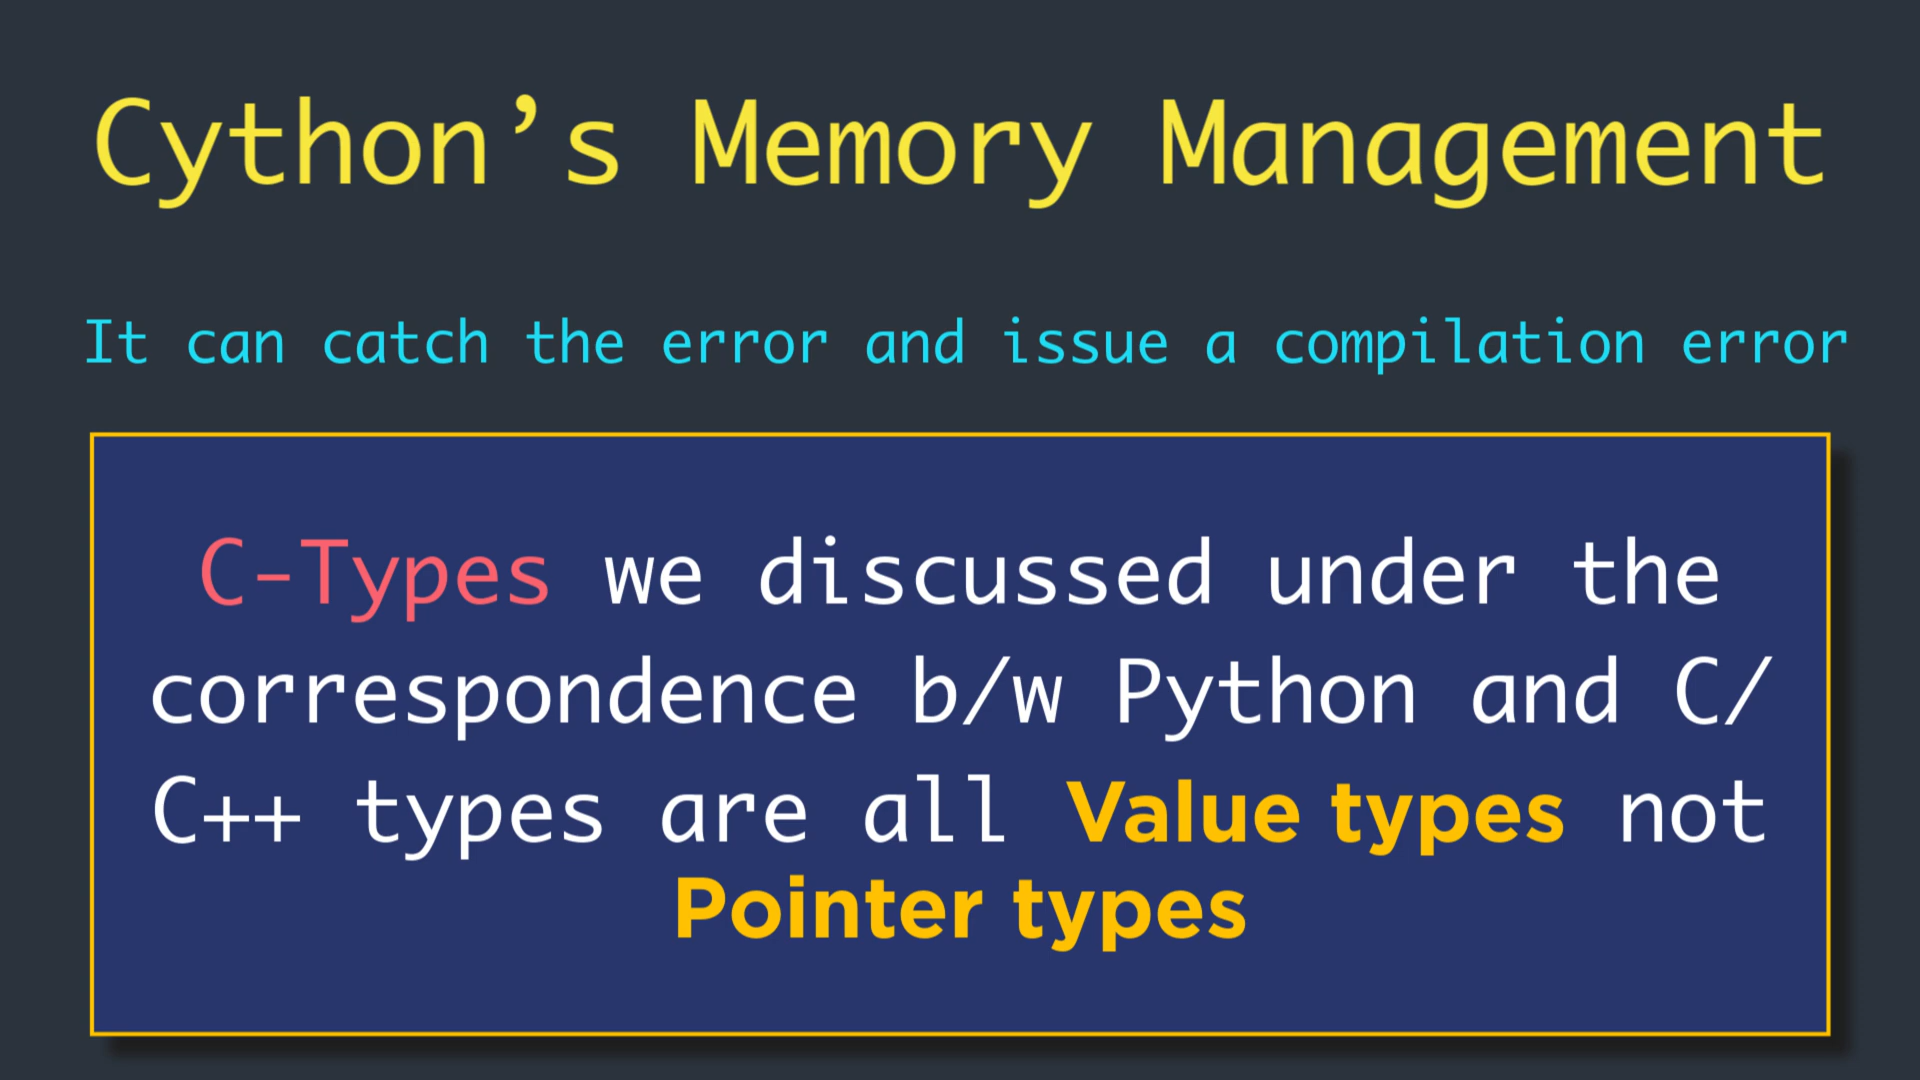 Cython’s Memory Management
It can catch the error and issue a compilation error
C-Types we discussed under the
correspondence b/w Python and C/
C++ types are all Value types not
Pointer types